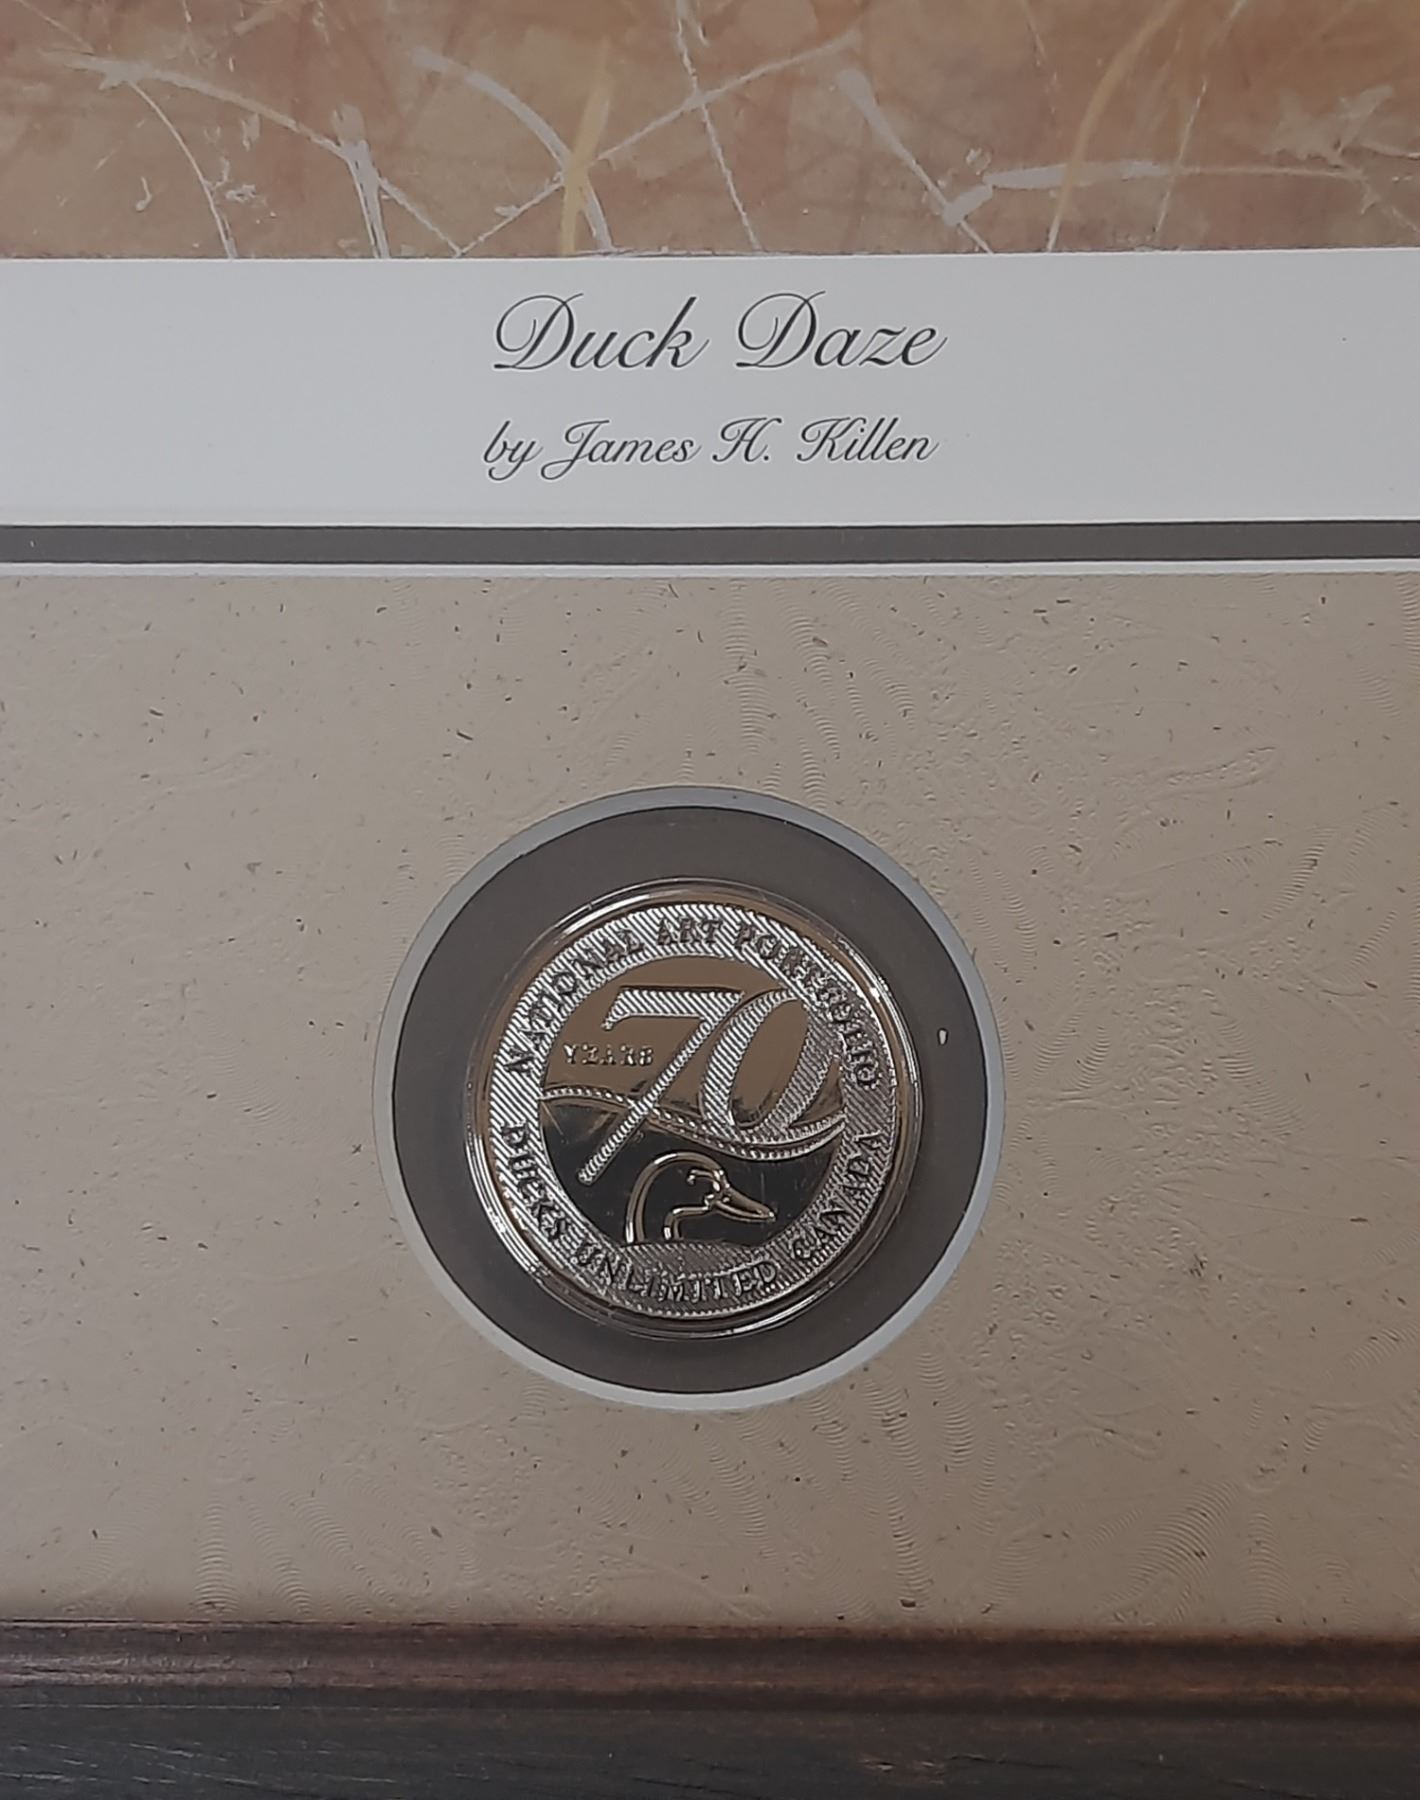 Duck Daze
by James H. Killen
NATIONAL ART PORTFOLIO
70
YEARS
DUCKS UNLIMITED CANADA